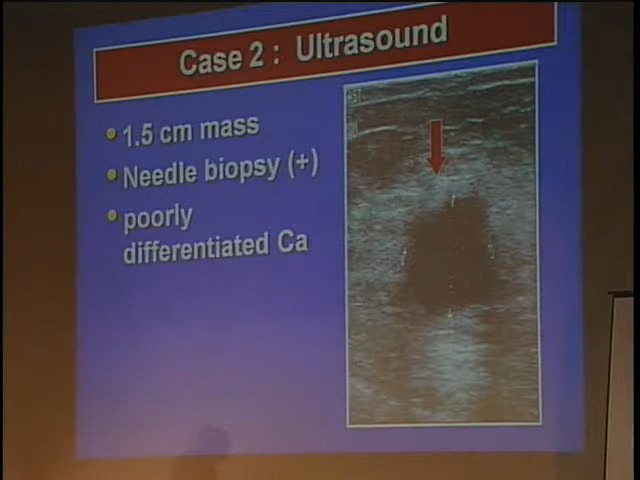 Case 2 : Ultrasound
1.5 cm mass
Needle biopsy (+)
poorly
differentiated Ca